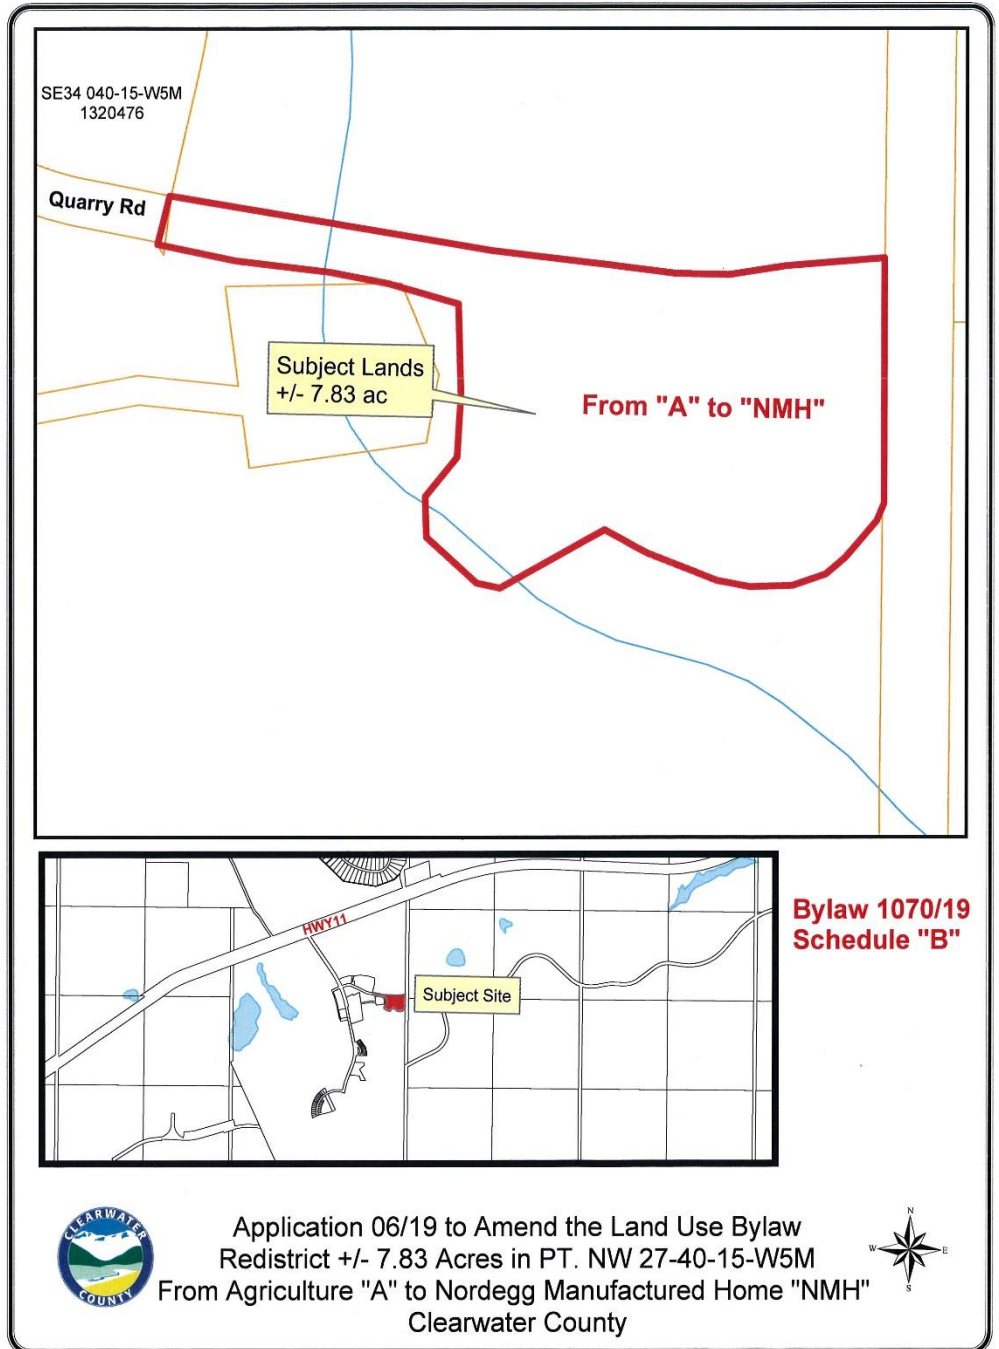 SE34 040-15-W5M
1320476
Quarry Rd
Subject Lands
+/- 7.83 ac
From "A" to "NMH"
HWY11
Subject Site
Bylaw 1070/19
Schedule "B"
CLEARWATER
COUNTY
Application 06/19 to Amend the Land Use Bylaw
Redistrict +/- 7.83 Acres in PT. NW 27-40-15-W5M
From Agriculture "A" to Nordegg Manufactured Home "NMH"
Clearwater County
N
W E
S